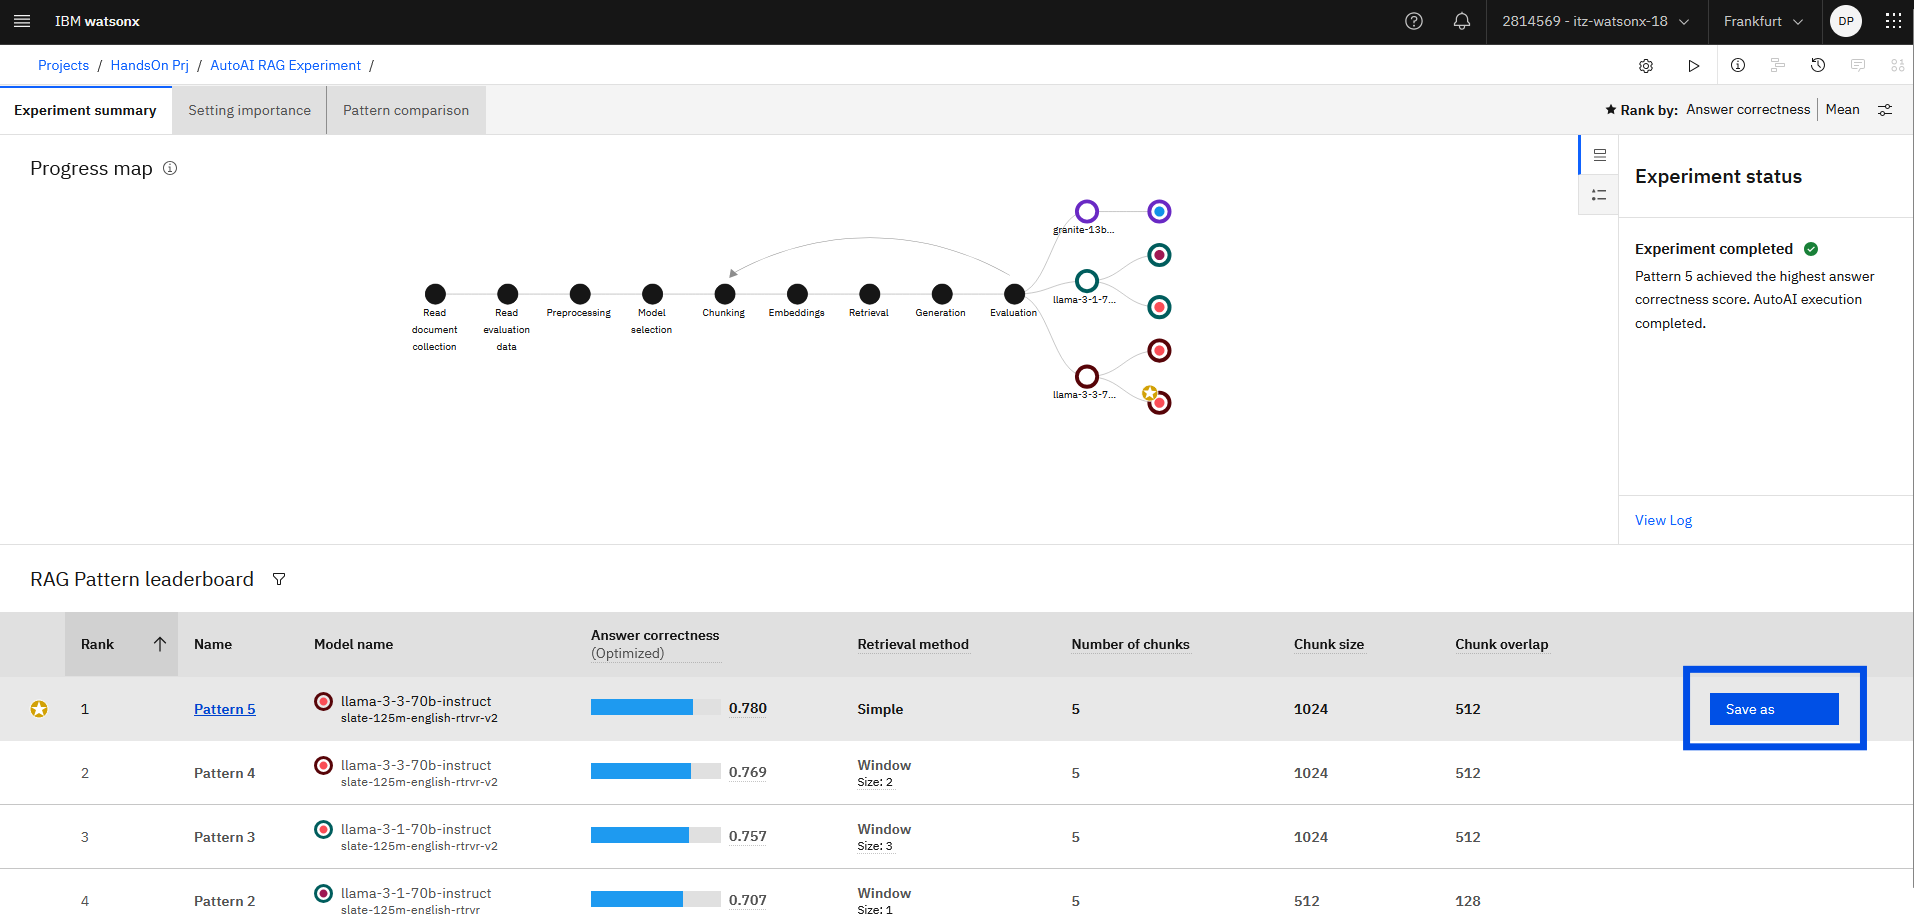 IBM watsonx
2814569 - itz-watsonx-18
Frankfurt
DP
Projects / HandsOn Prj / AutoAI RAG Experiment /
Experiment summary
Setting importance
Pattern comparison
Rank by: Answer correctness
Mean
Progress map
Read
document
collection
Read
evaluation
data
Preprocessing
Model
selection
Chunking
Embeddings
Retrieval
Generation
Evaluation
granite-13b...
llama-3-1-7...
llama-3-3-7...
Experiment status
Experiment completed
Pattern 5 achieved the highest answer
correctness score. AutoAI execution
completed.
View Log
RAG Pattern leaderboard
Rank
Name
Model name
Answer correctness
(Optimized)
Retrieval method
Number of chunks
Chunk size
Chunk overlap
1
Pattern 5
llama-3-3-70b-instruct
slate-125m-english-rtrvr-v2
0.780
Simple
5
1024
512
Save as
2
Pattern 4
llama-3-3-70b-instruct
slate-125m-english-rtrvr-v2
0.769
Window
Size: 2
5
1024
512
3
Pattern 3
llama-3-1-70b-instruct
slate-125m-english-rtrvr-v2
0.757
Window
Size: 3
5
1024
512
4
Pattern 2
llama-3-1-70b-instruct
slate-125m-english-rtrvr
0.707
Window
Size: 1
5
512
128